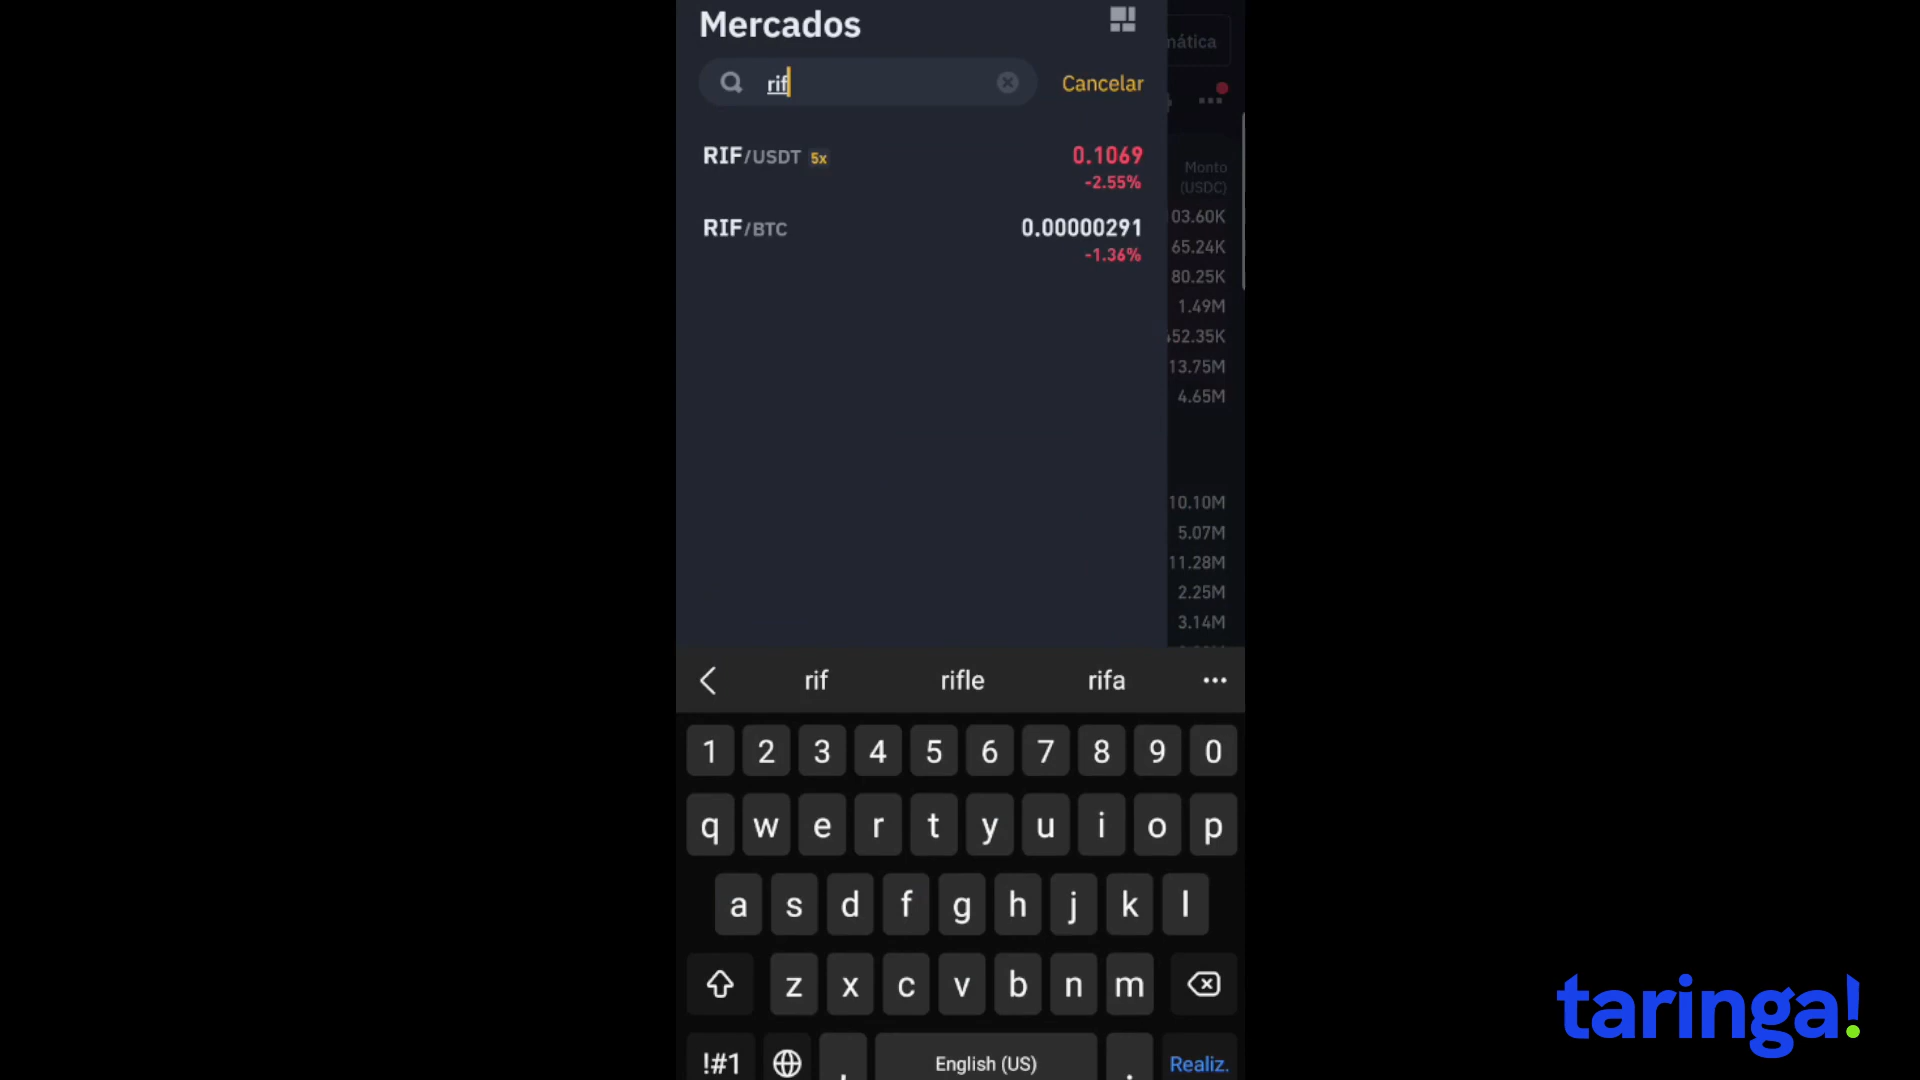 Mercados
mática
rif
Cancelar
RIF/USDT 5x
0.1069
-2.55%
RIF/BTC
0.00000291
-1.36%
Monto
(USDC)
03.60K
65.24K
80.25K
1.49M
452.35K
13.75M
4.65M
10.10M
5.07M
11.28M
2.25M
3.14M
rif rifle rifa
1 2 3 4 5 6 7 8 9 0
q w e r t y u i o p
a s d f g h j k l
z x c v b n m
!#1 , English (US) . Realiz.
taringa!